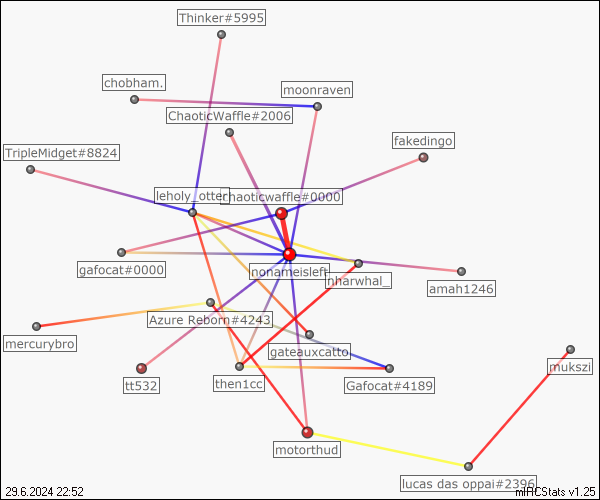 Thinker#5995
chobham.
moonraven
ChaoticWaffle#2006
fakedingo
TripleMidget#8824
leholy_otter
chaoticwaffle#0000
gafocat#0000
nonameisleft
nharwhal_
amah1246
Azure Reborn#4243
mercurybro
gateauxcatto
mukszi
tt532
then1cc
Gafocat#4189
motorthud
lucas das oppai#2396
29.6.2024 22:52
mIRCStats v1.25